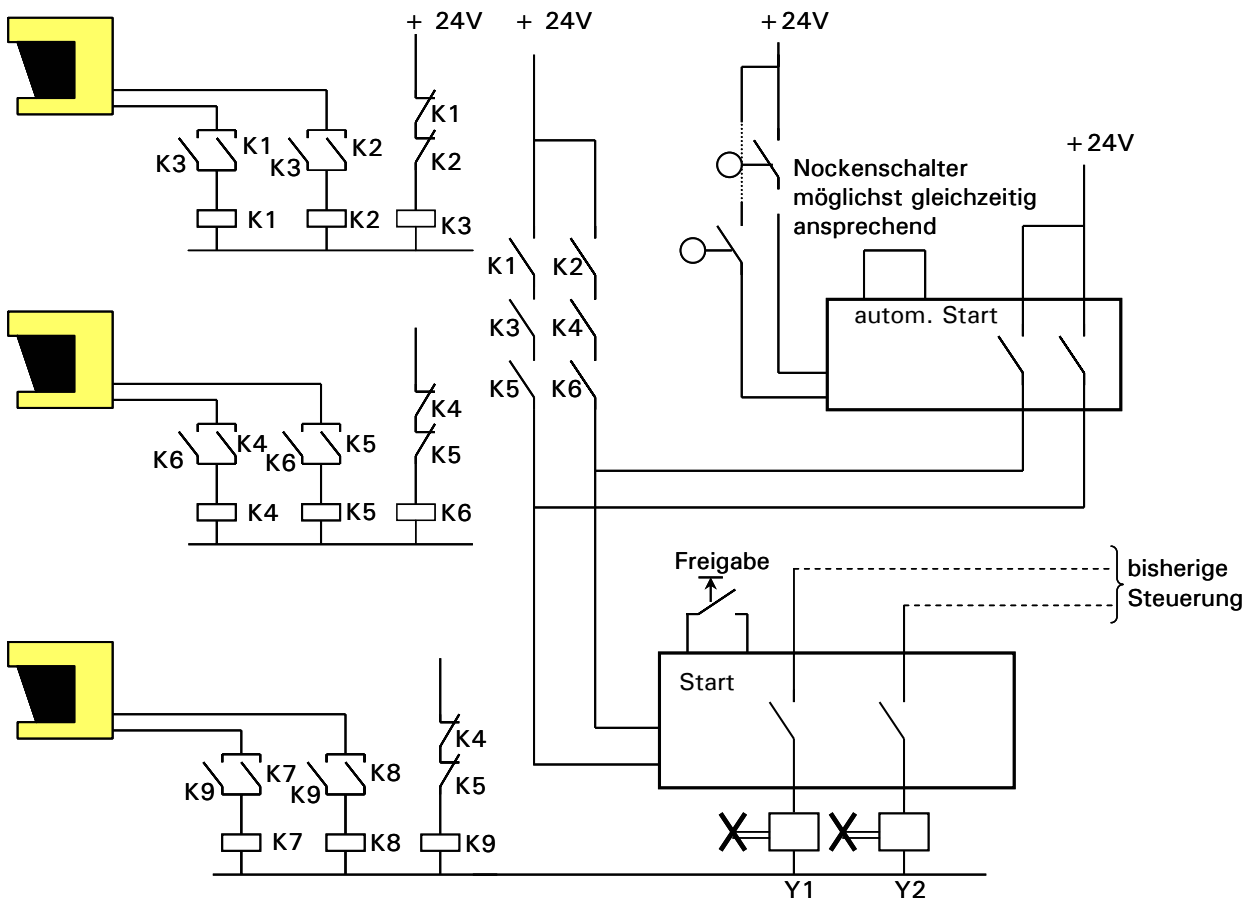 + 24V
+ 24V
+24V
+24V
K1
K2
K3
K1
K3
K2
K1
K2
K3
Nockenschalter
möglichst gleichzeitig
ansprechend
K1
K2
K3
K4
K5
K6
autom. Start
K4
K5
K6
K4
K6
K5
K4
K5
K6
Freigabe
bisherige
Steuerung
Start
K4
K5
K9
K7
K9
K8
K7
K8
K9
Y1
Y2